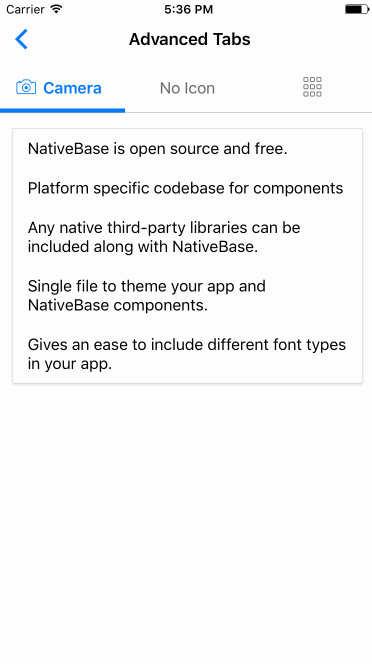 Carrier 5:36 PM
Advanced Tabs
Camera No Icon
NativeBase is open source and free.
Platform specific codebase for components
Any native third-party libraries can be
included along with NativeBase.
Single file to theme your app and
NativeBase components.
Gives an ease to include different font types
in your app.